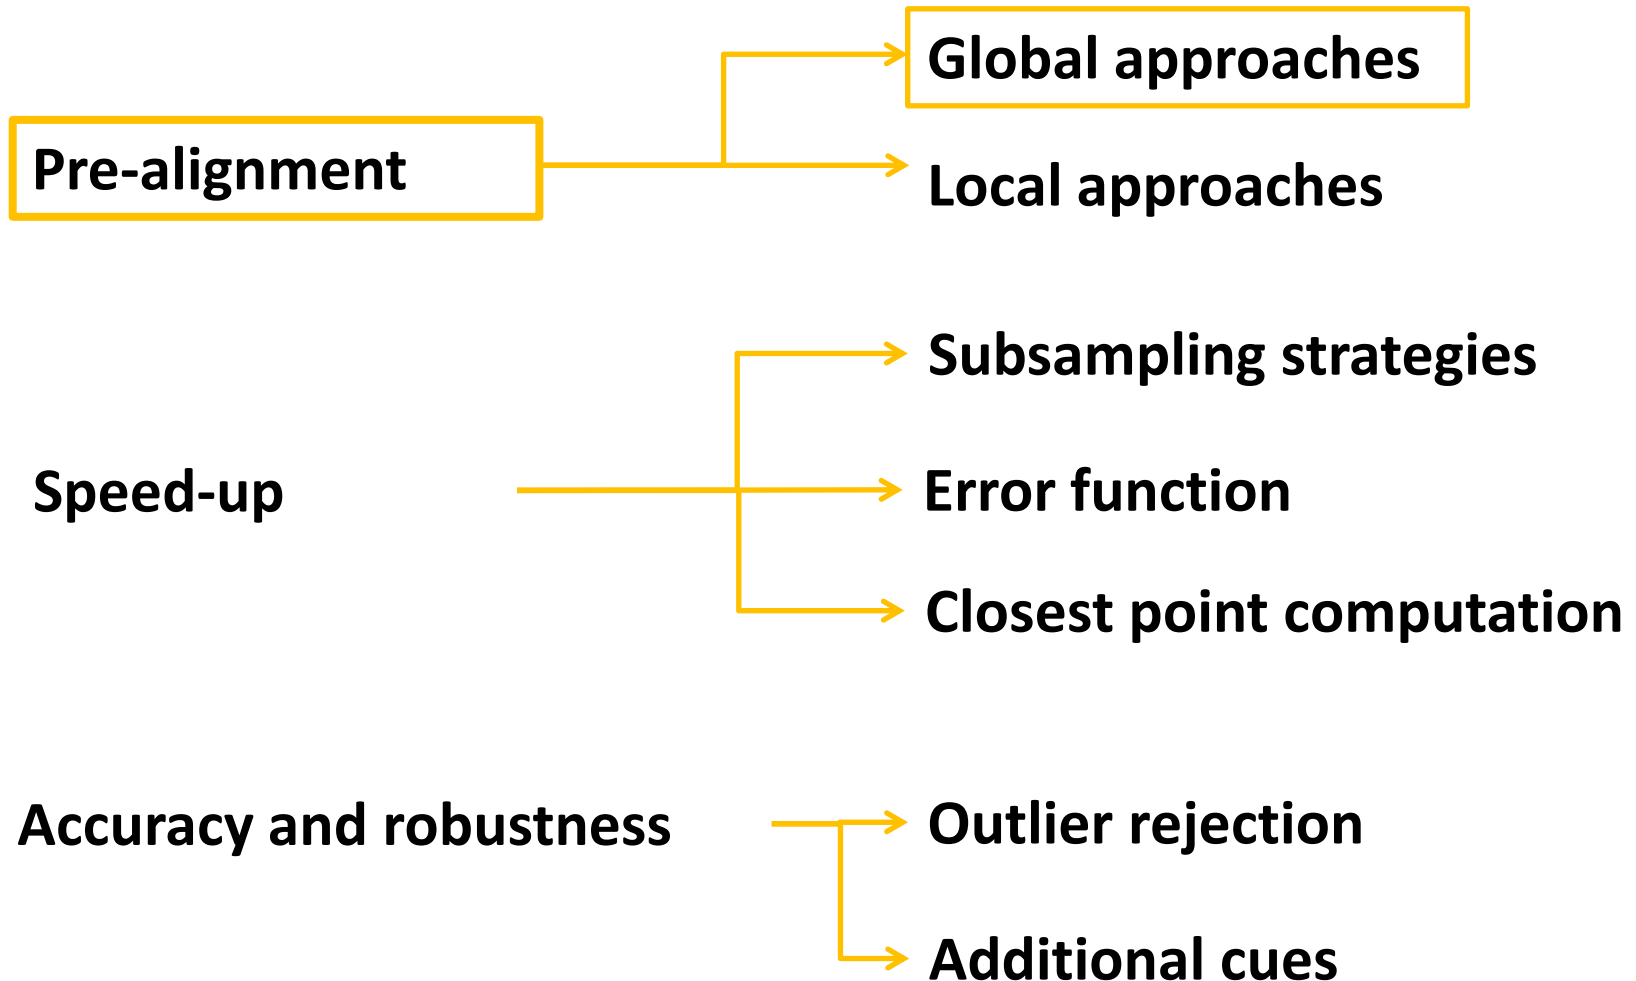 Global approaches
Pre-alignment
Local approaches
Subsampling strategies
Speed-up
Error function
Closest point computation
Accuracy and robustness
Outlier rejection
Additional cues